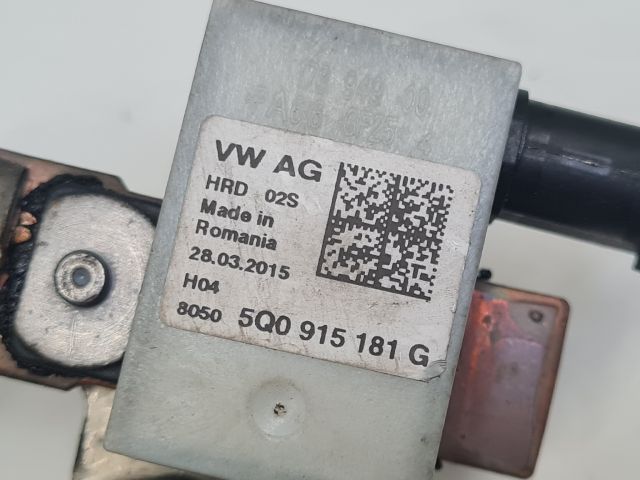 VW AG
HRD 02S
Made in
Romania
28.03.2015
H04
8050 5Q0 915 181 G